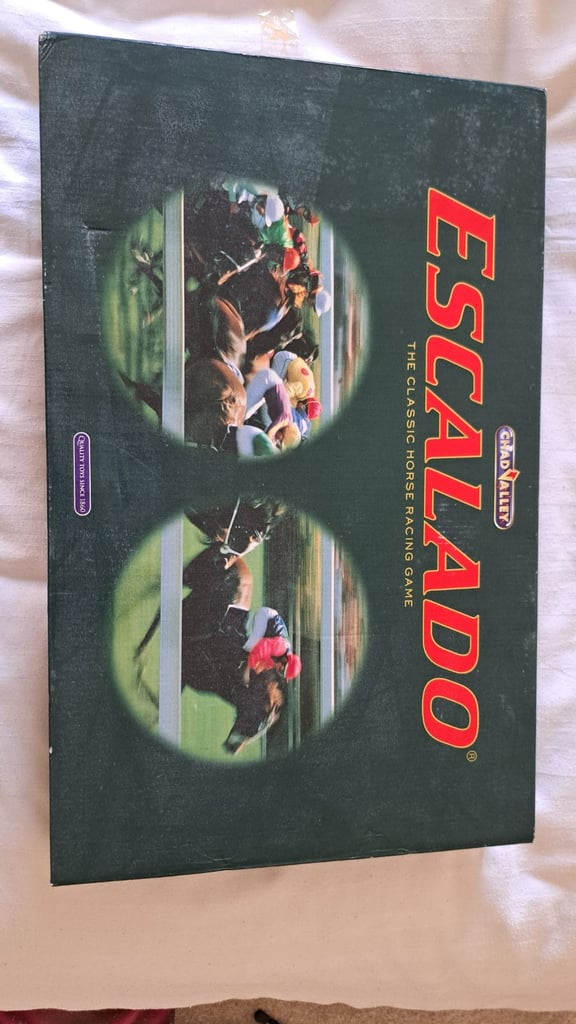 CHAD VALLEY
ESCALADO®
THE CLASSIC HORSE RACING GAME
QUALITY TOYS SINCE 1860